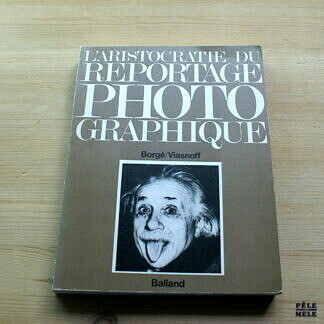 L'ARISTOCRATIE DU
REPORTAGE
PHOTO
GRAPHIQUE
Borgé/Viasnoff
Balland
PÊLE
MÊLE